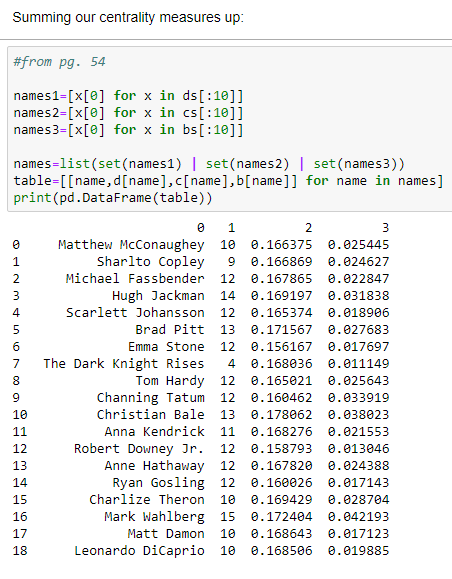 Summing our centrality measures up:
#from pg. 54
names1=[x[0] for x in ds[:10]]
names2=[x[0] for x in cs[:10]]
names3=[x[0] for x in bs[:10]]
names=list(set(names1) | set(names2) | set(names3))
table=[[name,d[name],c[name],b[name]] for name in names]
print(pd.DataFrame(table))
0 1 2 3
0 Matthew McConaughey 10 0.166375 0.025445
1 Sharlto Copley 9 0.166869 0.024627
2 Michael Fassbender 12 0.167865 0.022847
3 Hugh Jackman 14 0.169197 0.031838
4 Scarlett Johansson 12 0.165374 0.018906
5 Brad Pitt 13 0.171567 0.027683
6 Emma Stone 12 0.156167 0.017697
7 The Dark Knight Rises 4 0.168036 0.011149
8 Tom Hardy 12 0.165021 0.025643
9 Channing Tatum 12 0.160462 0.033919
10 Christian Bale 13 0.178062 0.038023
11 Anna Kendrick 11 0.168276 0.021553
12 Robert Downey Jr. 12 0.158793 0.013046
13 Anne Hathaway 12 0.167820 0.024388
14 Ryan Gosling 12 0.160026 0.017143
15 Charlize Theron 10 0.169429 0.028704
16 Mark Wahlberg 15 0.172404 0.042193
17 Matt Damon 10 0.168643 0.017123
18 Leonardo DiCaprio 10 0.168506 0.019885